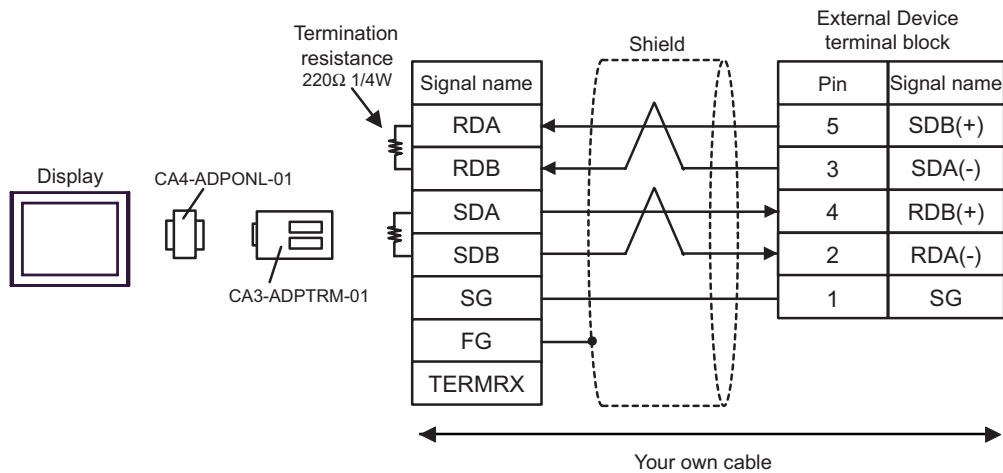 Termination
resistance
220Ω 1/4W
Shield
External Device
terminal block
Display
CA4-ADPONL-01
CA3-ADPTRM-01
Signal name
RDA
RDB
SDA
SDB
SG
FG
TERMRX
Pin Signal name
5 SDB(+)
3 SDA(-)
4 RDB(+)
2 RDA(-)
1 SG
Your own cable